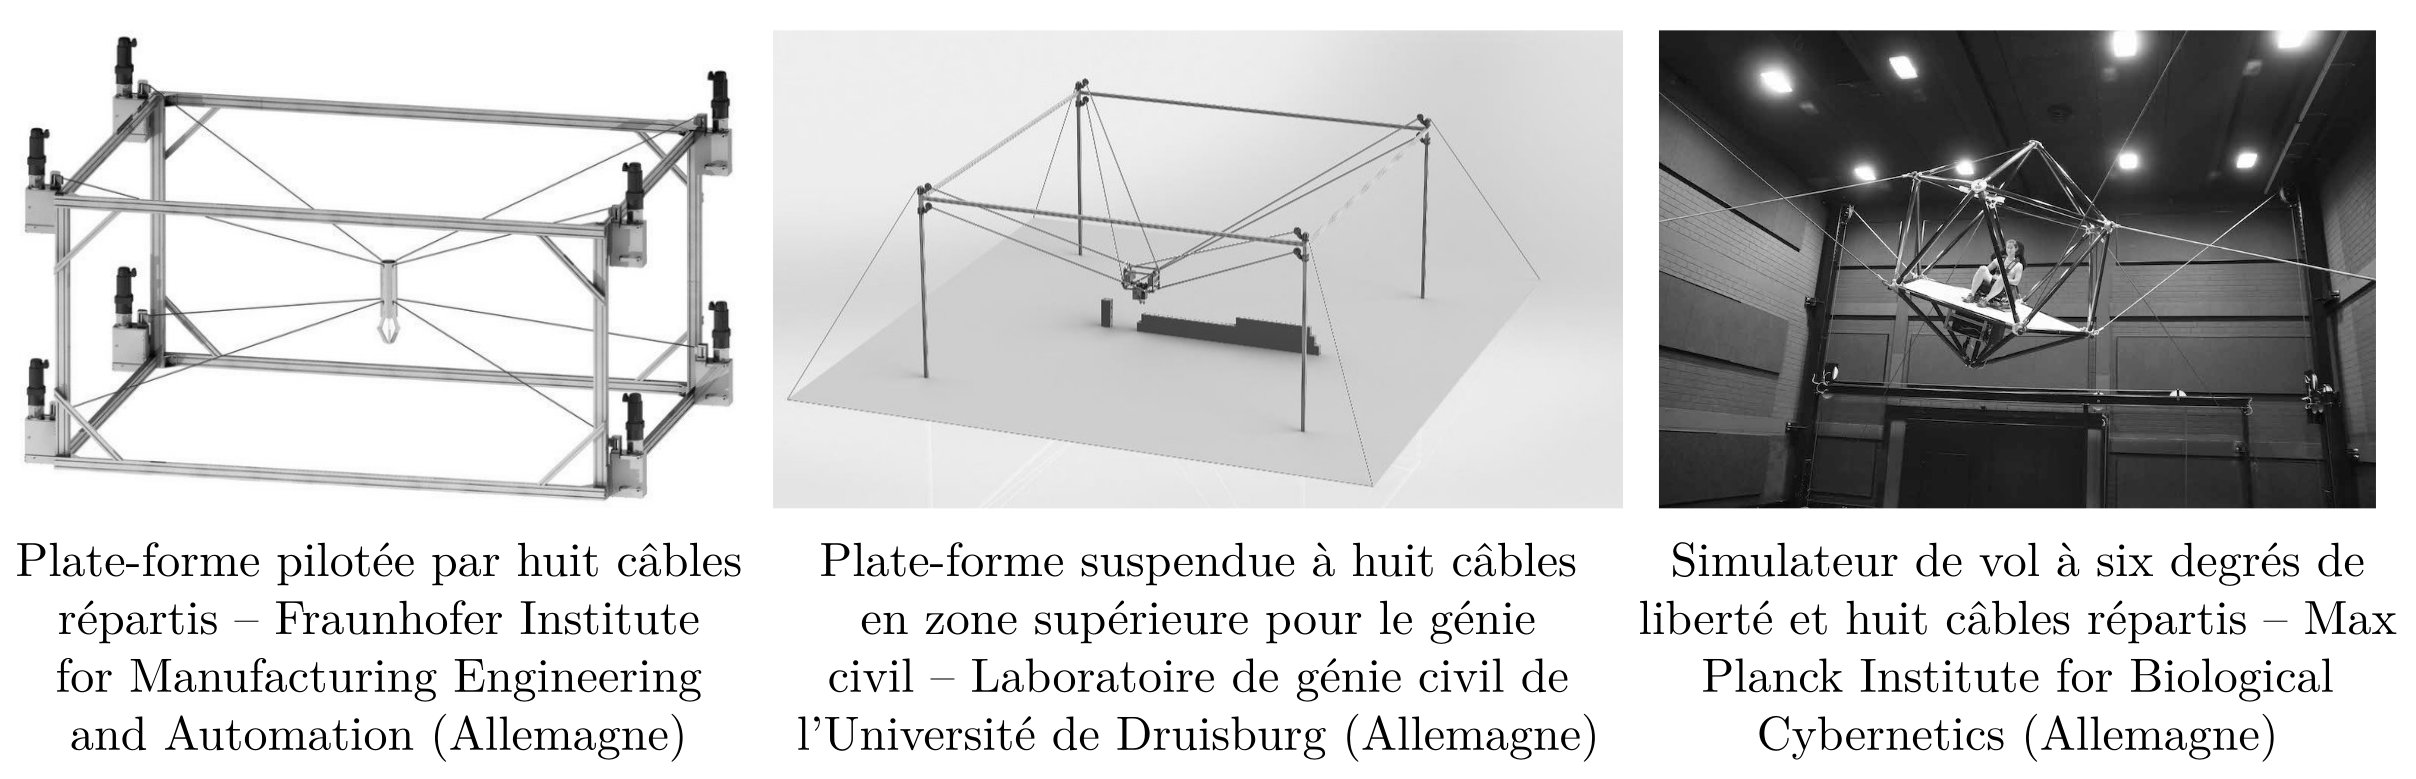 Plate-forme pilotée par huit câbles
répartis – Fraunhofer Institute
for Manufacturing Engineering
and Automation (Allemagne)
Plate-forme suspendue à huit câbles
en zone supérieure pour le génie
civil – Laboratoire de génie civil de
l'Université de Druisburg (Allemagne)
Simulateur de vol à six degrés de
liberté et huit câbles répartis – Max
Planck Institute for Biological
Cybernetics (Allemagne)